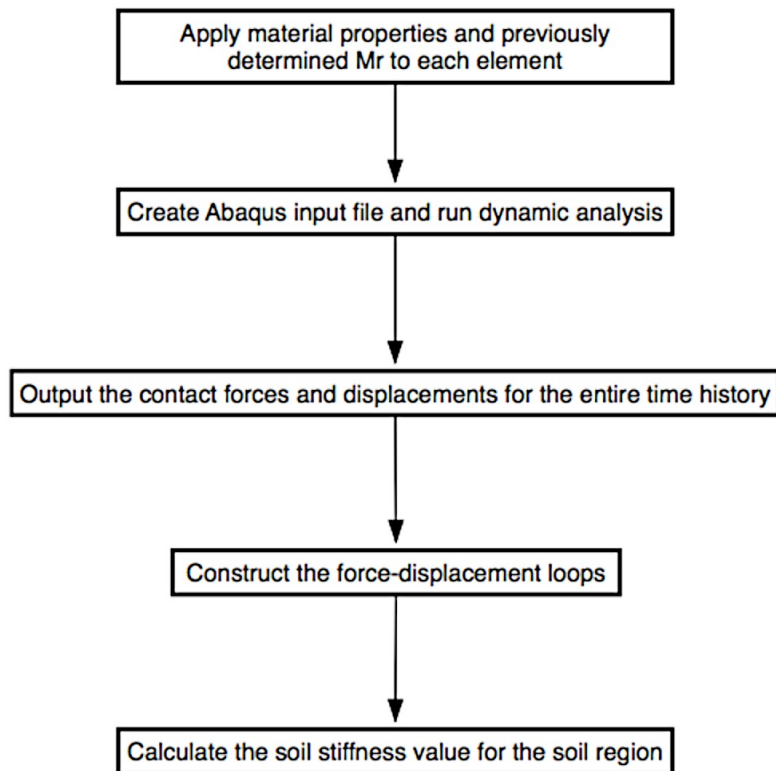 Apply material properties and previously
determined Mr to each element
Create Abaqus input file and run dynamic analysis
Output the contact forces and displacements for the entire time history
Construct the force-displacement loops
Calculate the soil stiffness value for the soil region